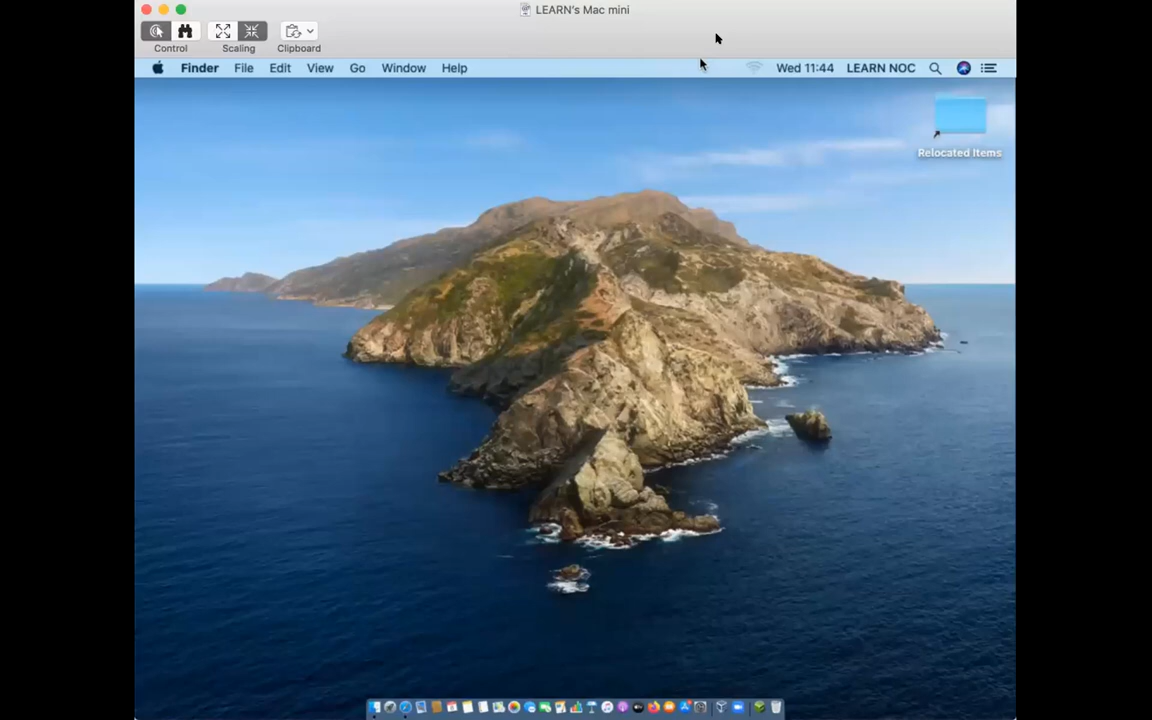 LEARN's Mac mini
Control Scaling Clipboard
Finder File Edit View Go Window Help Wed 11:44 LEARN NOC
Relocated Items